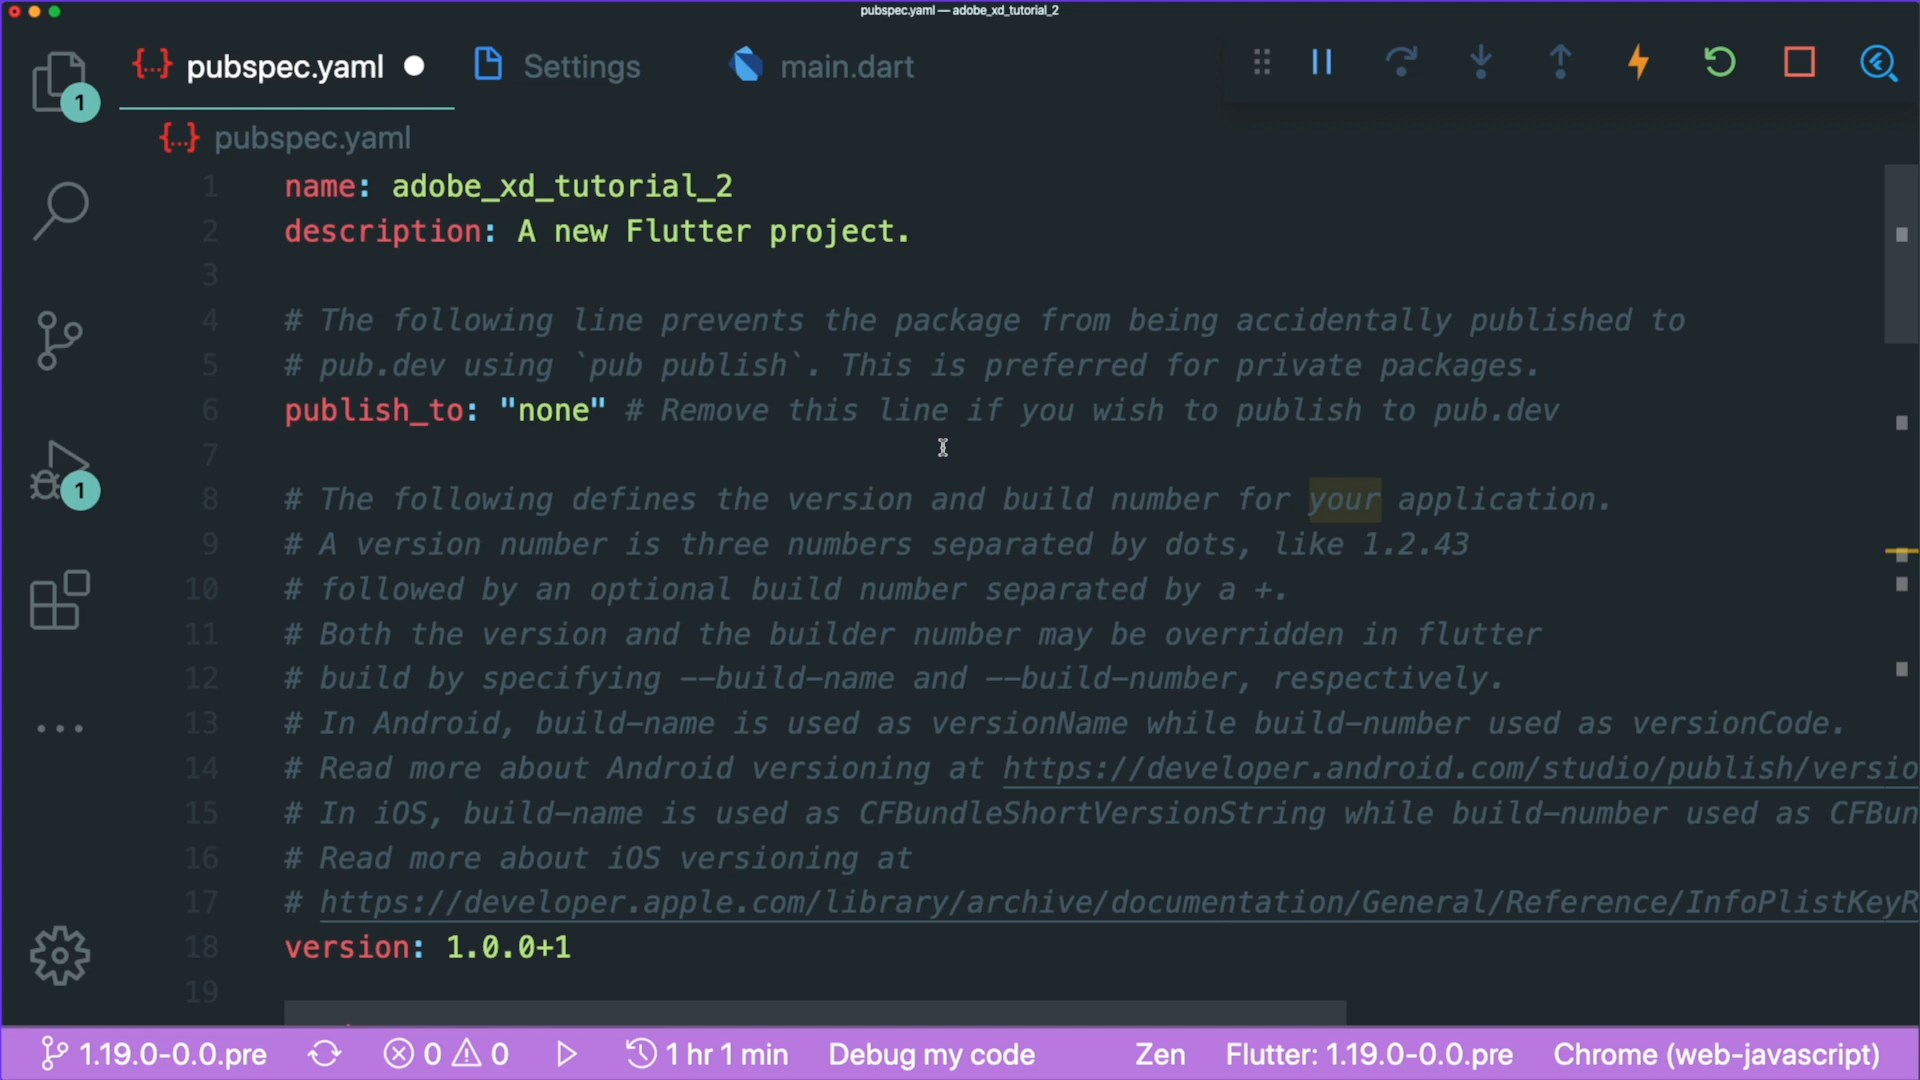 pubspec.yaml — adobe_xd_tutorial_2
{...} pubspec.yaml Settings main.dart
1
{...} pubspec.yaml
1 name: adobe_xd_tutorial_2
2 description: A new Flutter project.
3
4 # The following line prevents the package from being accidentally published to
5 # pub.dev using `pub publish`. This is preferred for private packages.
6 publish_to: "none" # Remove this line if you wish to publish to pub.dev
7
1
8 # The following defines the version and build number for your application.
9 # A version number is three numbers separated by dots, like 1.2.43
10 # followed by an optional build number separated by a +.
11 # Both the version and the builder number may be overridden in flutter
12 # build by specifying --build-name and --build-number, respectively.
13 # In Android, build-name is used as versionName while build-number used as versionCode.
14 # Read more about Android versioning at https://developer.android.com/studio/publish/versio
15 # In iOS, build-name is used as CFBundleShortVersionString while build-number used as CFBun
16 # Read more about iOS versioning at
17 # https://developer.apple.com/library/archive/documentation/General/Reference/InfoPlistKeyR
18 version: 1.0.0+1
19
1.19.0-0.0.pre 0 0 1 hr 1 min Debug my code Zen Flutter: 1.19.0-0.0.pre Chrome (web-javascript)